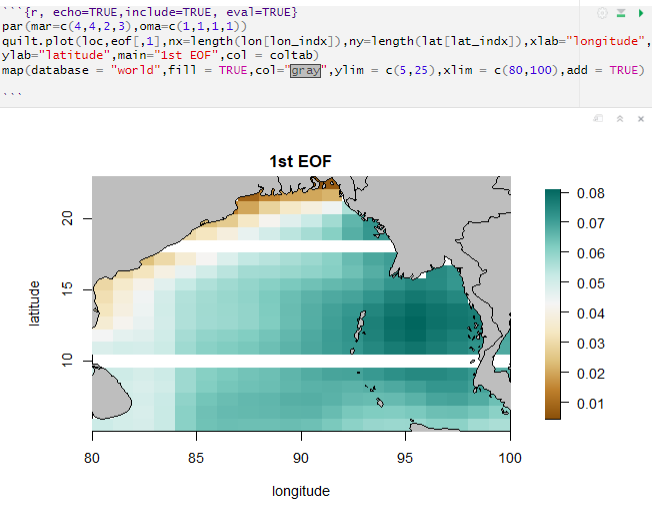 ```{r, echo=TRUE,include=TRUE, eval=TRUE}
par(mar=c(4,4,2,3),oma=c(1,1,1,1))
quilt.plot(loc,eof[,1],nx=length(lon[lon_indx]),ny=length(lat[lat_indx]),xlab="longitude",
ylab="latitude",main="1st EOF",col = coltab)
map(database = "world",fill = TRUE,col="gray",ylim = c(5,25),xlim = c(80,100),add = TRUE)
```
1st EOF
latitude
20
15
10
80 85 90 95 100
longitude
0.08
0.07
0.06
0.05
0.04
0.03
0.02
0.01